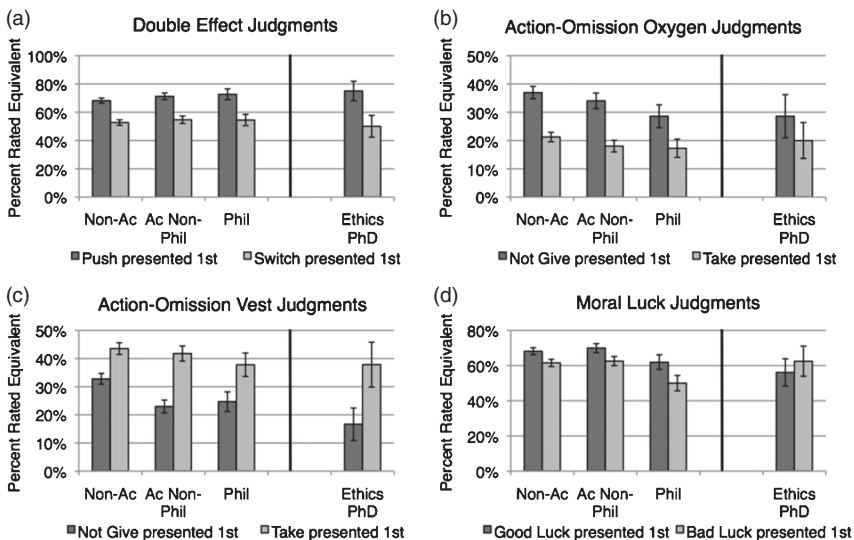 (a)
Double Effect Judgments
Percent Rated Equivalent
100%
80%
60%
40%
20%
0%
Non-Ac Ac Non-Phil Phil Ethics PhD
Push presented 1st Switch presented 1st
(b)
Action-Omission Oxygen Judgments
Percent Rated Equivalent
50%
40%
30%
20%
10%
0%
Non-Ac Ac Non-Phil Phil Ethics PhD
Not Give presented 1st Take presented 1st
(c)
Action-Omission Vest Judgments
Percent Rated Equivalent
50%
40%
30%
20%
10%
0%
Non-Ac Ac Non-Phil Phil Ethics PhD
Not Give presented 1st Take presented 1st
(d)
Moral Luck Judgments
Percent Rated Equivalent
80%
60%
40%
20%
0%
Non-Ac Ac Non-Phil Phil Ethics PhD
Good Luck presented 1st Bad Luck presented 1st